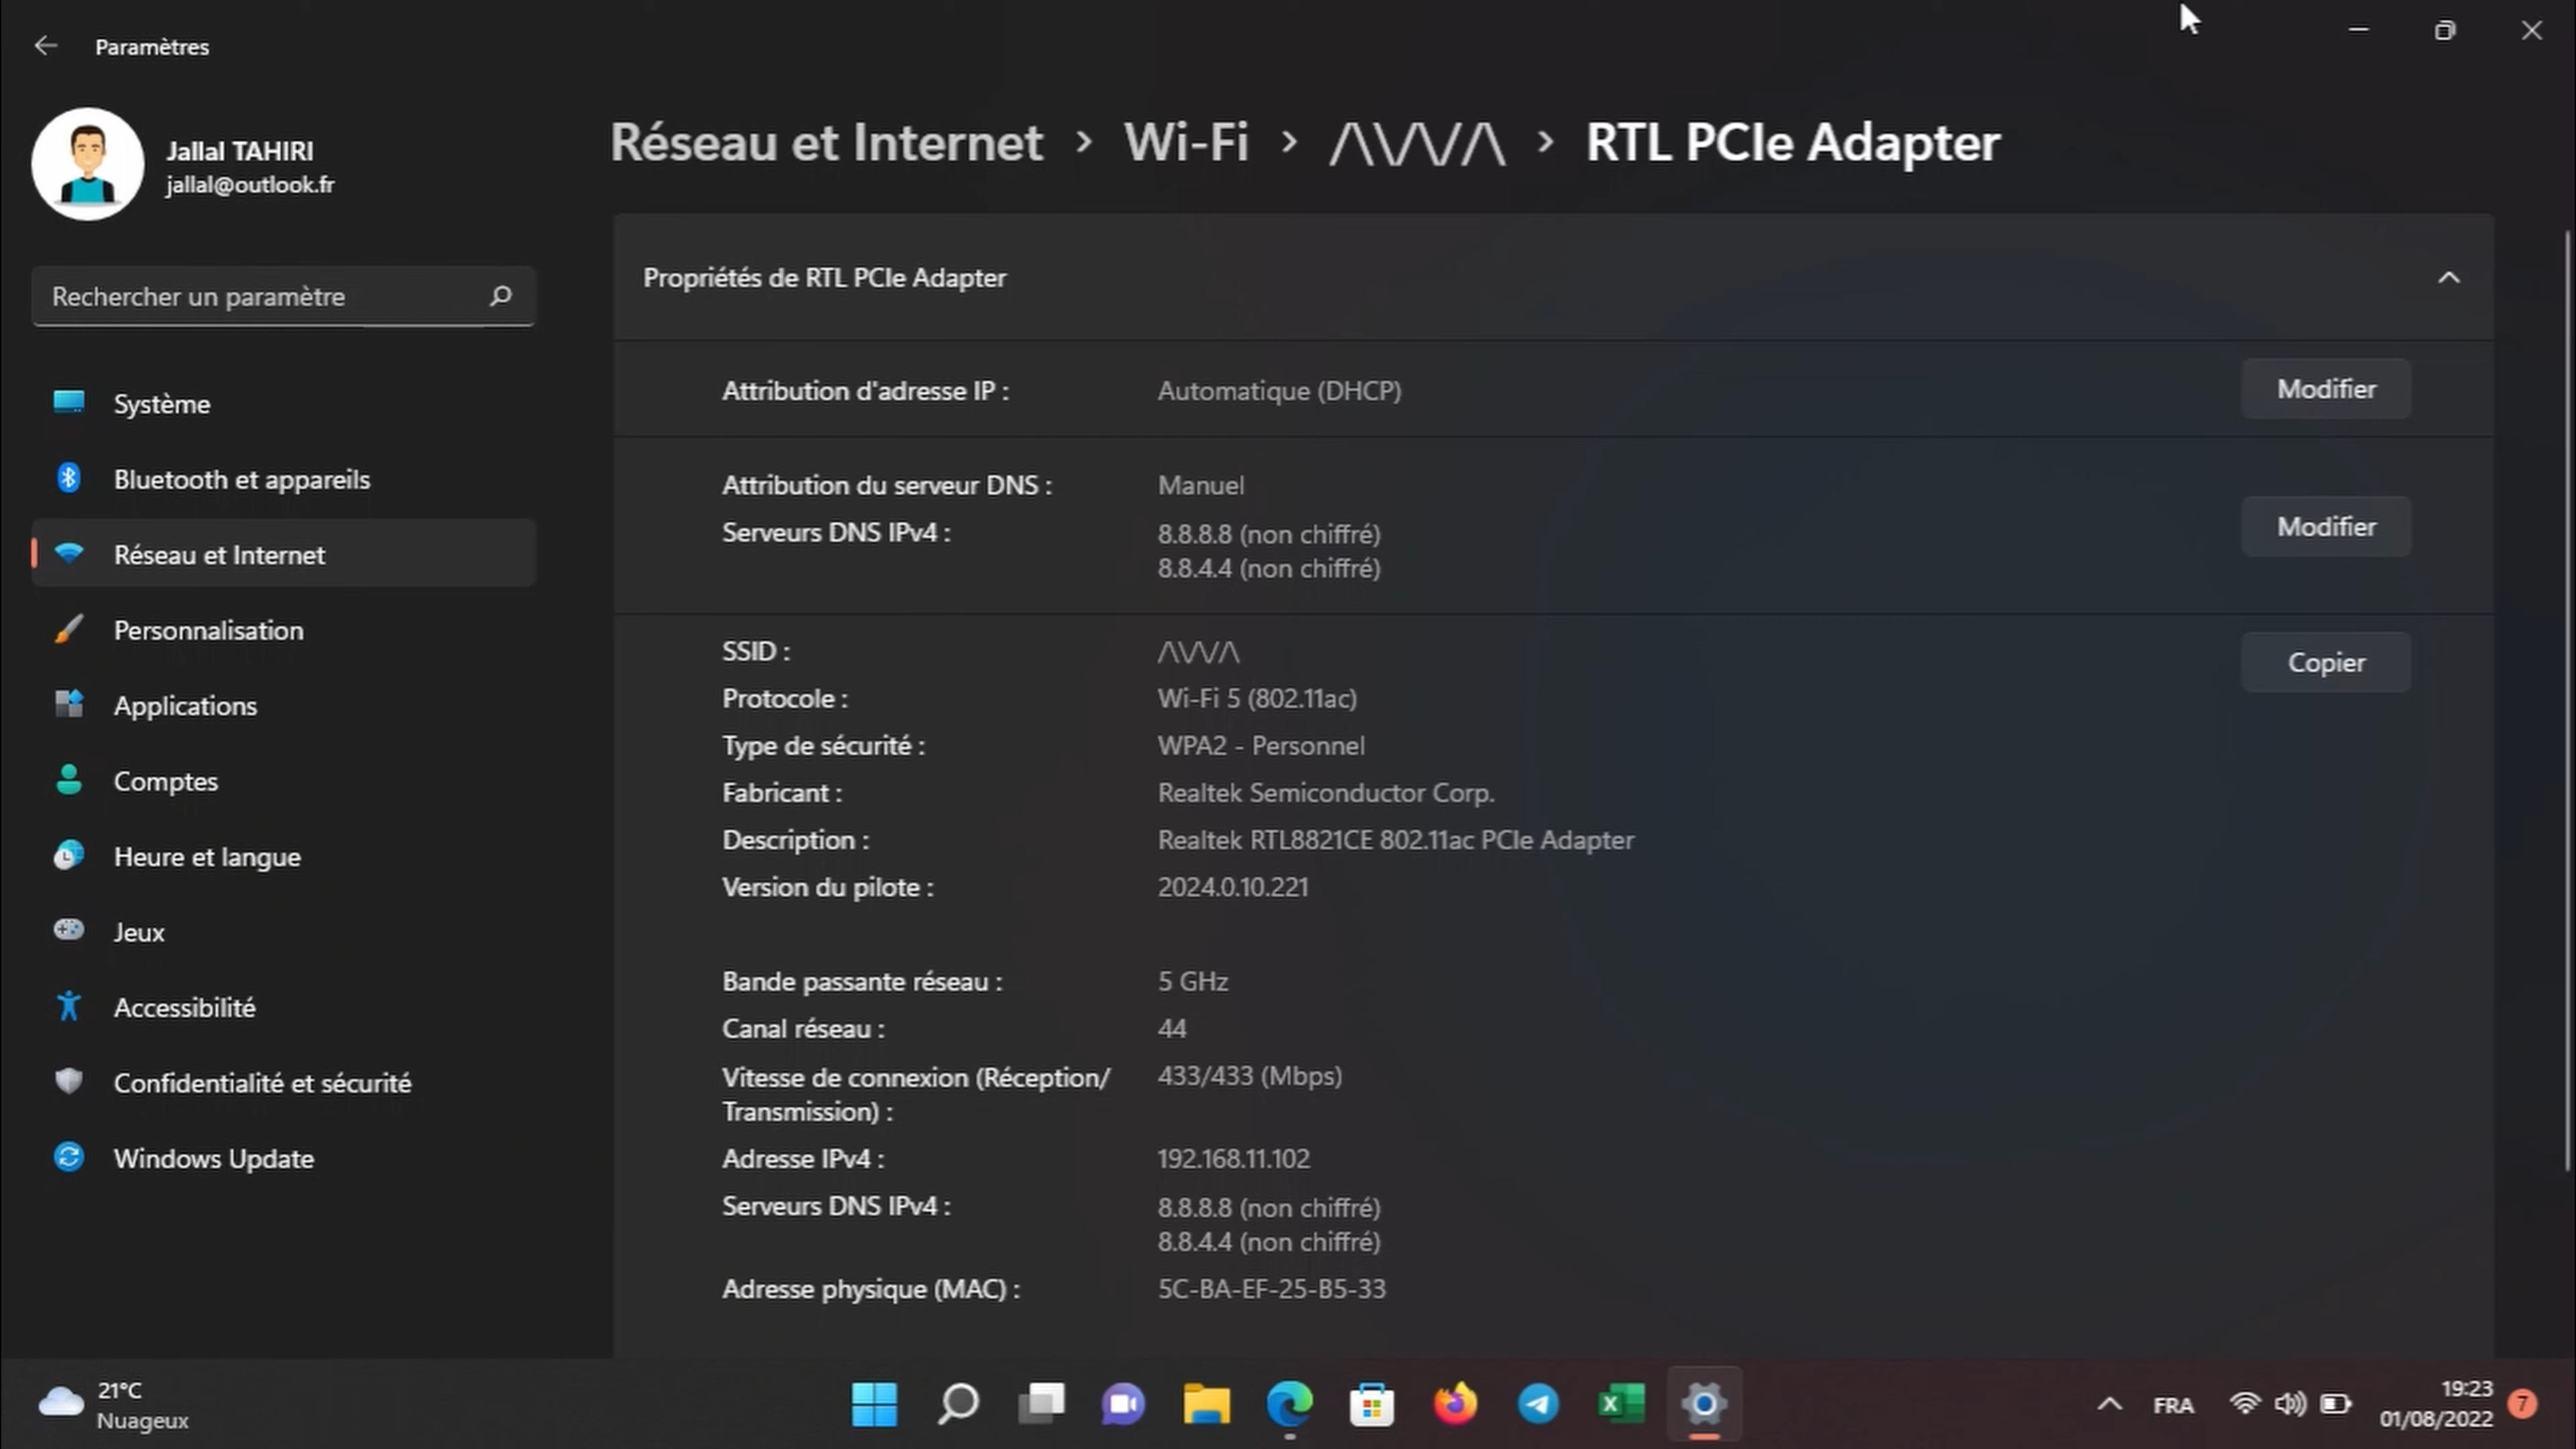 Paramètres
Jallal TAHIRI
jallal@outlook.fr
Rechercher un paramètre
Système
Bluetooth et appareils
Réseau et Internet
Personnalisation
Applications
Comptes
Heure et langue
Jeux
Accessibilité
Confidentialité et sécurité
Windows Update
Réseau et Internet > Wi-Fi > /\\/\/\ > RTL PCIe Adapter
Propriétés de RTL PCIe Adapter
Attribution d'adresse IP : Automatique (DHCP) Modifier
Attribution du serveur DNS : Manuel
Serveurs DNS IPv4 : 8.8.8.8 (non chiffré)
8.8.4.4 (non chiffré)
Modifier
SSID : /\\/\/\
Copier
Protocole : Wi-Fi 5 (802.11ac)
Type de sécurité : WPA2 - Personnel
Fabricant : Realtek Semiconductor Corp.
Description : Realtek RTL8821CE 802.11ac PCIe Adapter
Version du pilote : 2024.0.10.221
Bande passante réseau : 5 GHz
Canal réseau : 44
Vitesse de connexion (Réception/ 433/433 (Mbps)
Transmission) :
Adresse IPv4 : 192.168.11.102
Serveurs DNS IPv4 : 8.8.8.8 (non chiffré)
8.8.4.4 (non chiffré)
Adresse physique (MAC) : 5C-BA-EF-25-B5-33
21°C
Nuageux
FRA
19:23
01/08/2022
7